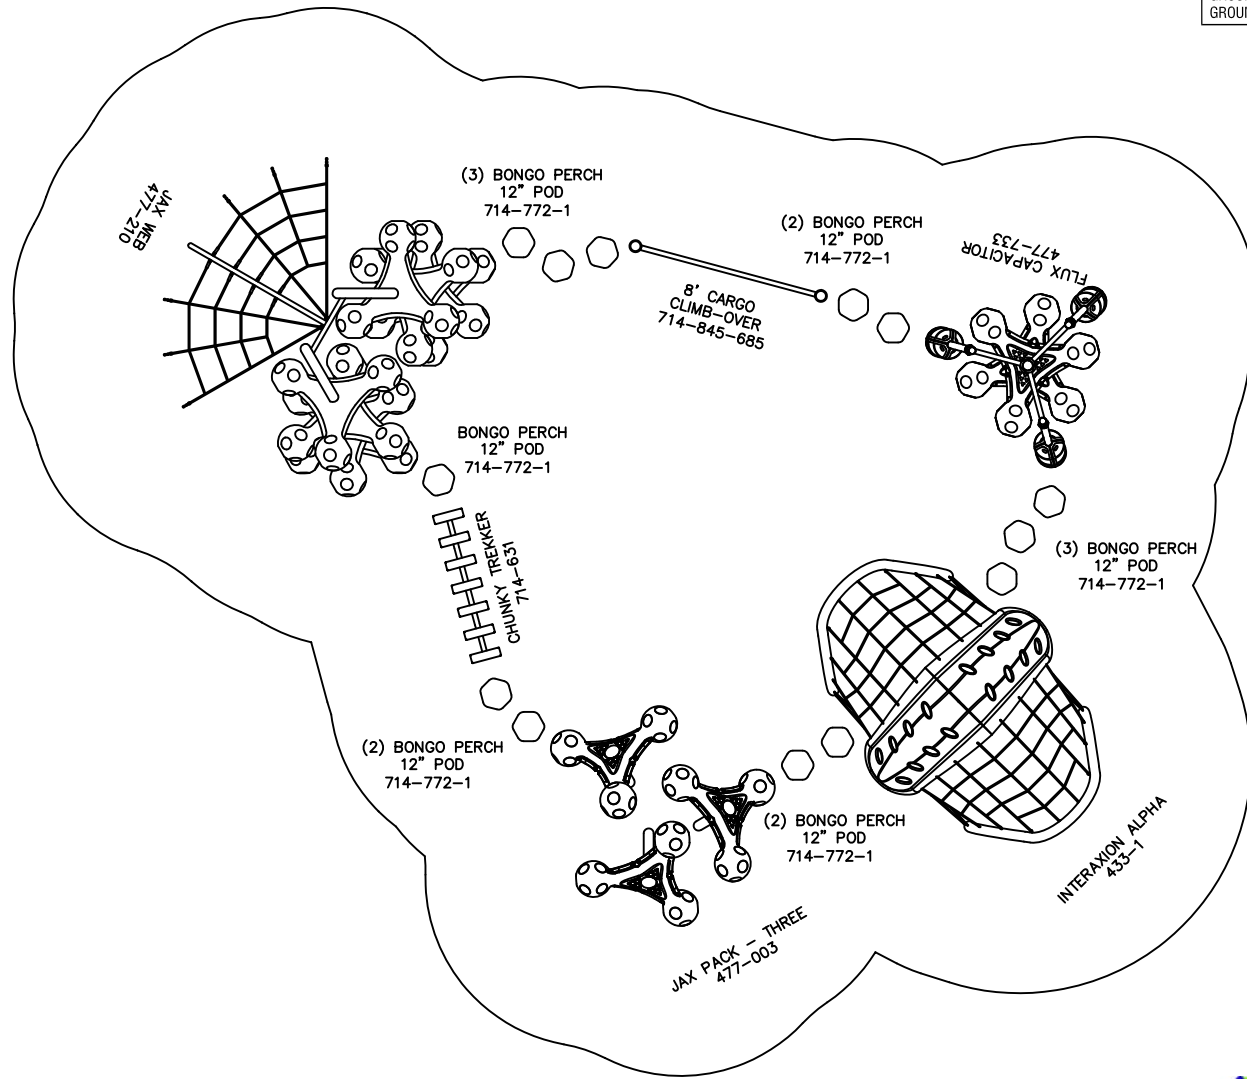 GROUN
(3) BONGO PERCH
12" POD
714-772-1
JAX WEB
477-210
(2) BONGO PERCH
12" POD
714-772-1
FLUX CAPACITOR
477-733
8' CARGO
CLIMB-OVER
714-845-685
BONGO PERCH
12" POD
714-772-1
CHUNKY TREKKER
714-631
(3) BONGO PERCH
12" POD
714-772-1
(2) BONGO PERCH
12" POD
714-772-1
(2) BONGO PERCH
12" POD
714-772-1
INTERAXION ALPHA
433-1
JAX PACK - THREE
477-003